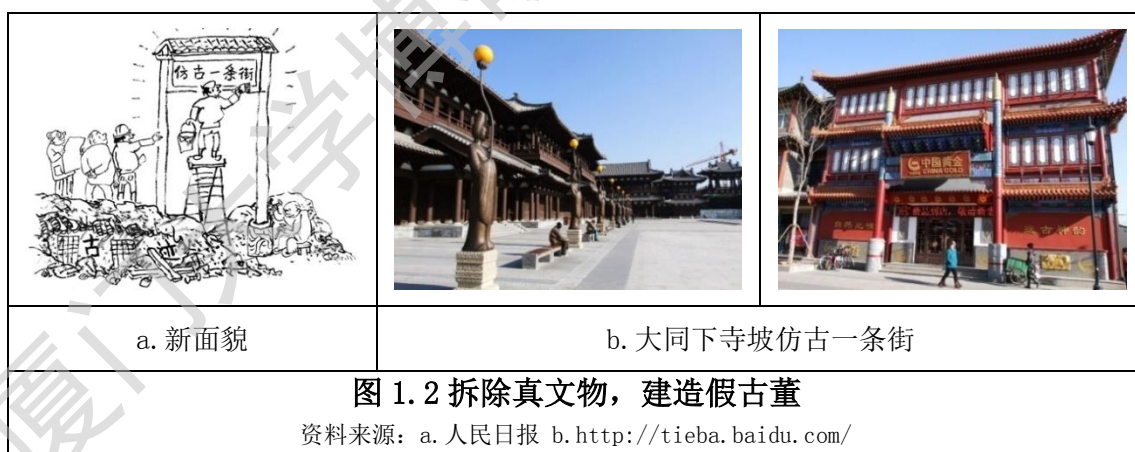 仿古一条街
古
中国黄金
CHINA GOLD
a.新面貌
b.大同下寺坡仿古一条街
图 1.2 拆除真文物，建造假古董
资料来源：a.人民日报 b.http://tieba.baidu.com/